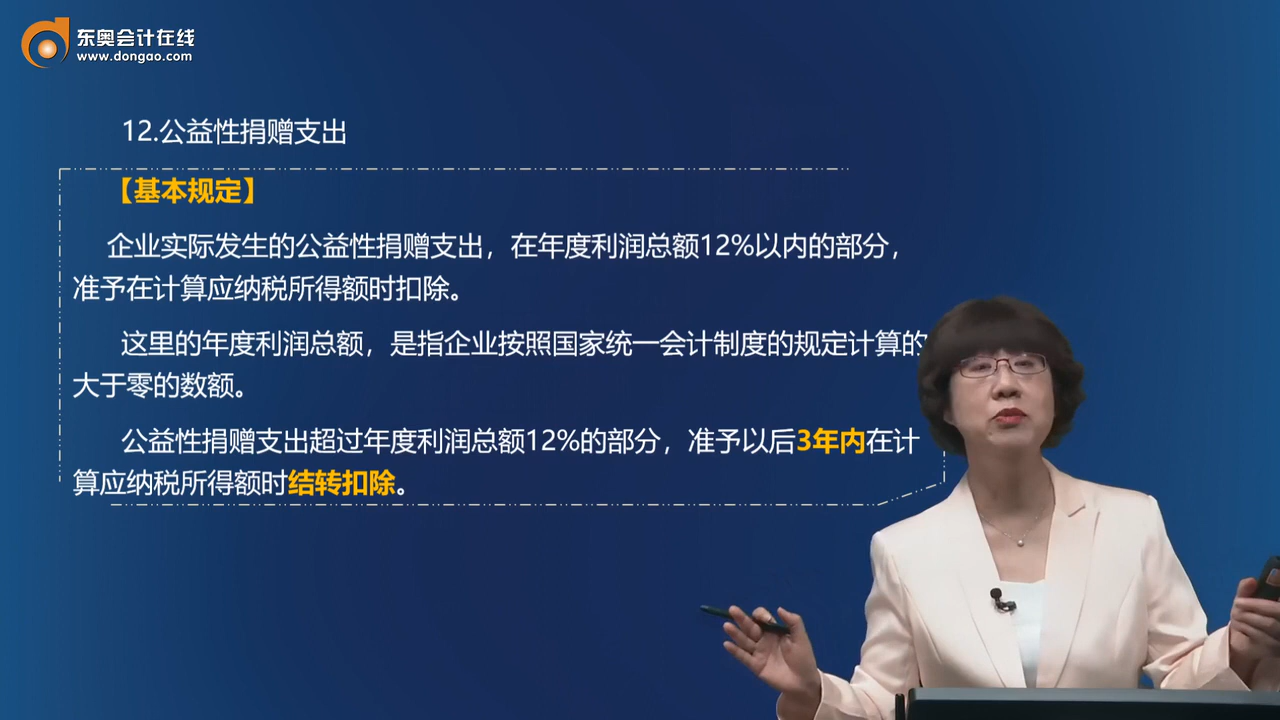 东奥会计在线
www.dongao.com
12.公益性捐赠支出
【基本规定】
企业实际发生的公益性捐赠支出，在年度利润总额12%以内的部分，
准予在计算应纳税所得额时扣除。
这里的年度利润总额，是指企业按照国家统一会计制度的规定计算的
大于零的数额。
公益性捐赠支出超过年度利润总额12%的部分，准予以后3年内在计
算应纳税所得额时结转扣除。